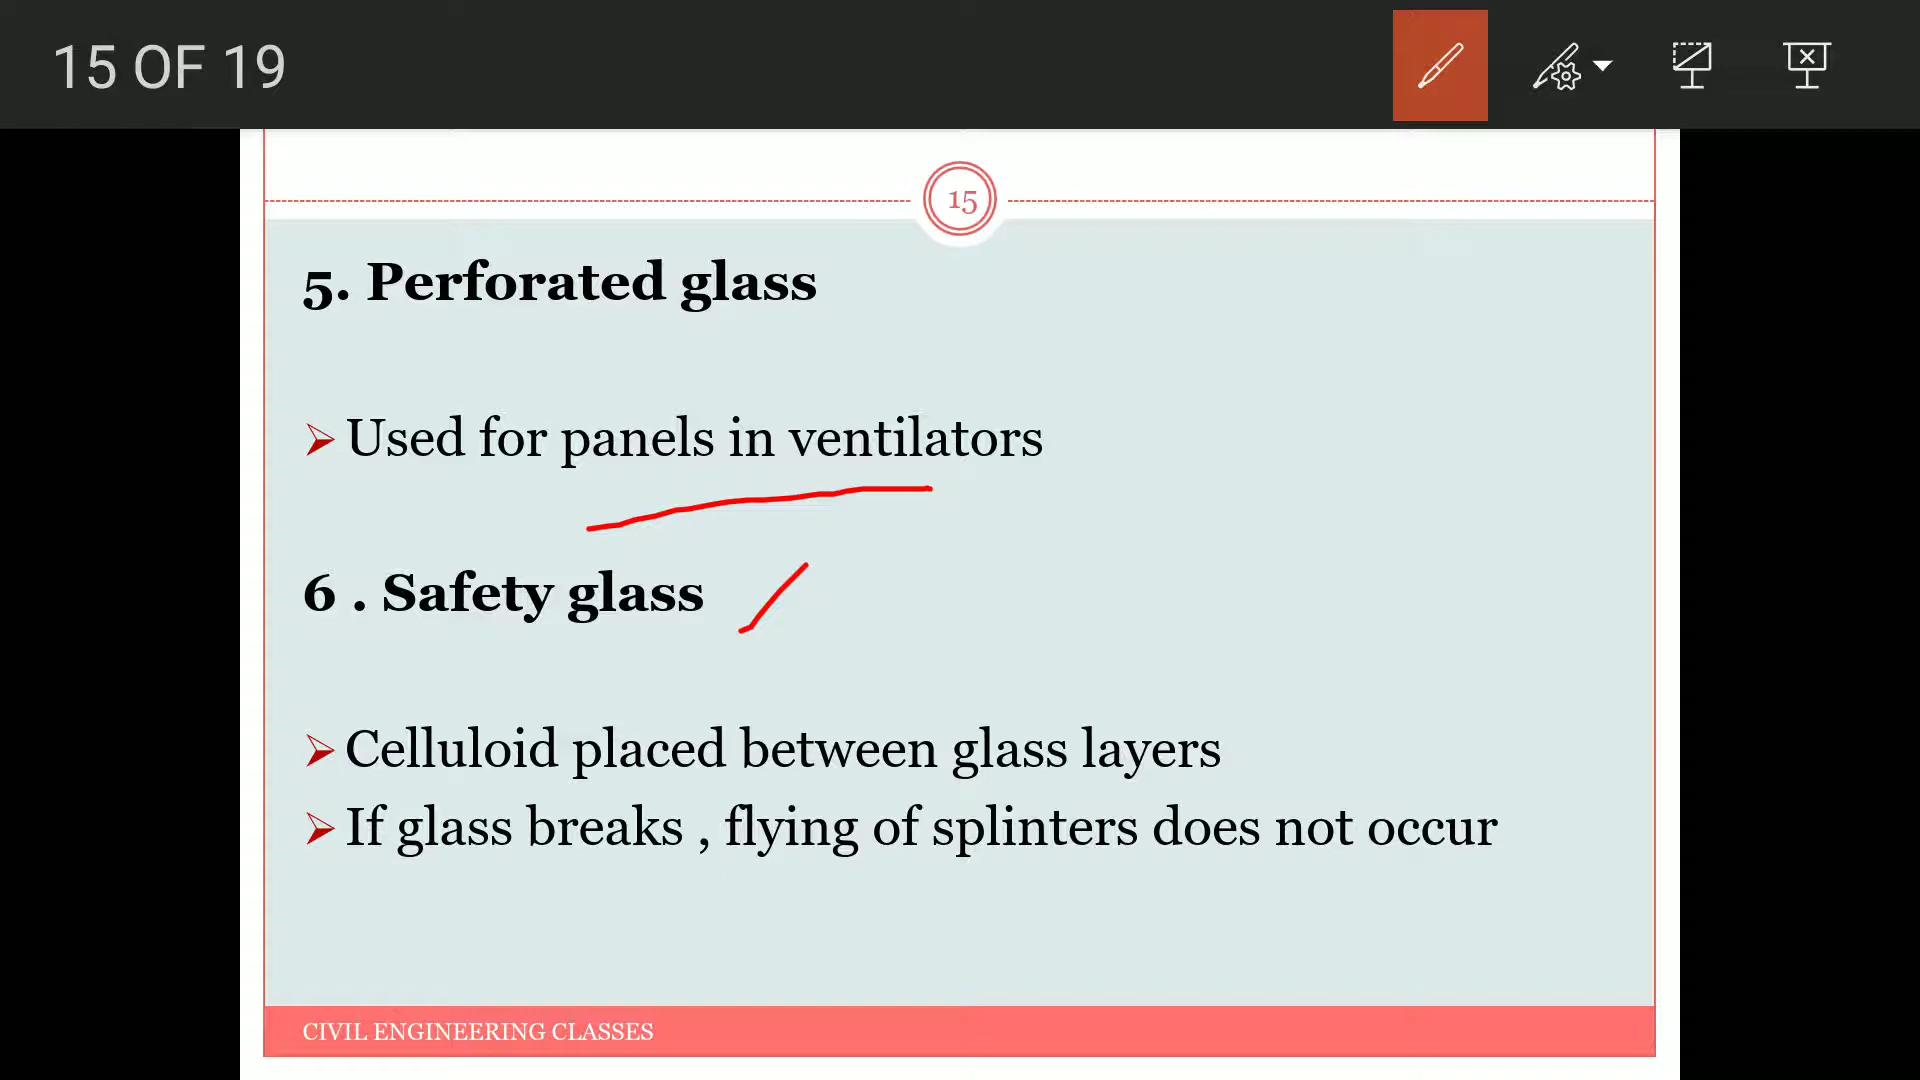 15 OF 19
15
5. Perforated glass
Used for panels in ventilators
6 . Safety glass
Celluloid placed between glass layers
If glass breaks , flying of splinters does not occur
CIVIL ENGINEERING CLASSES